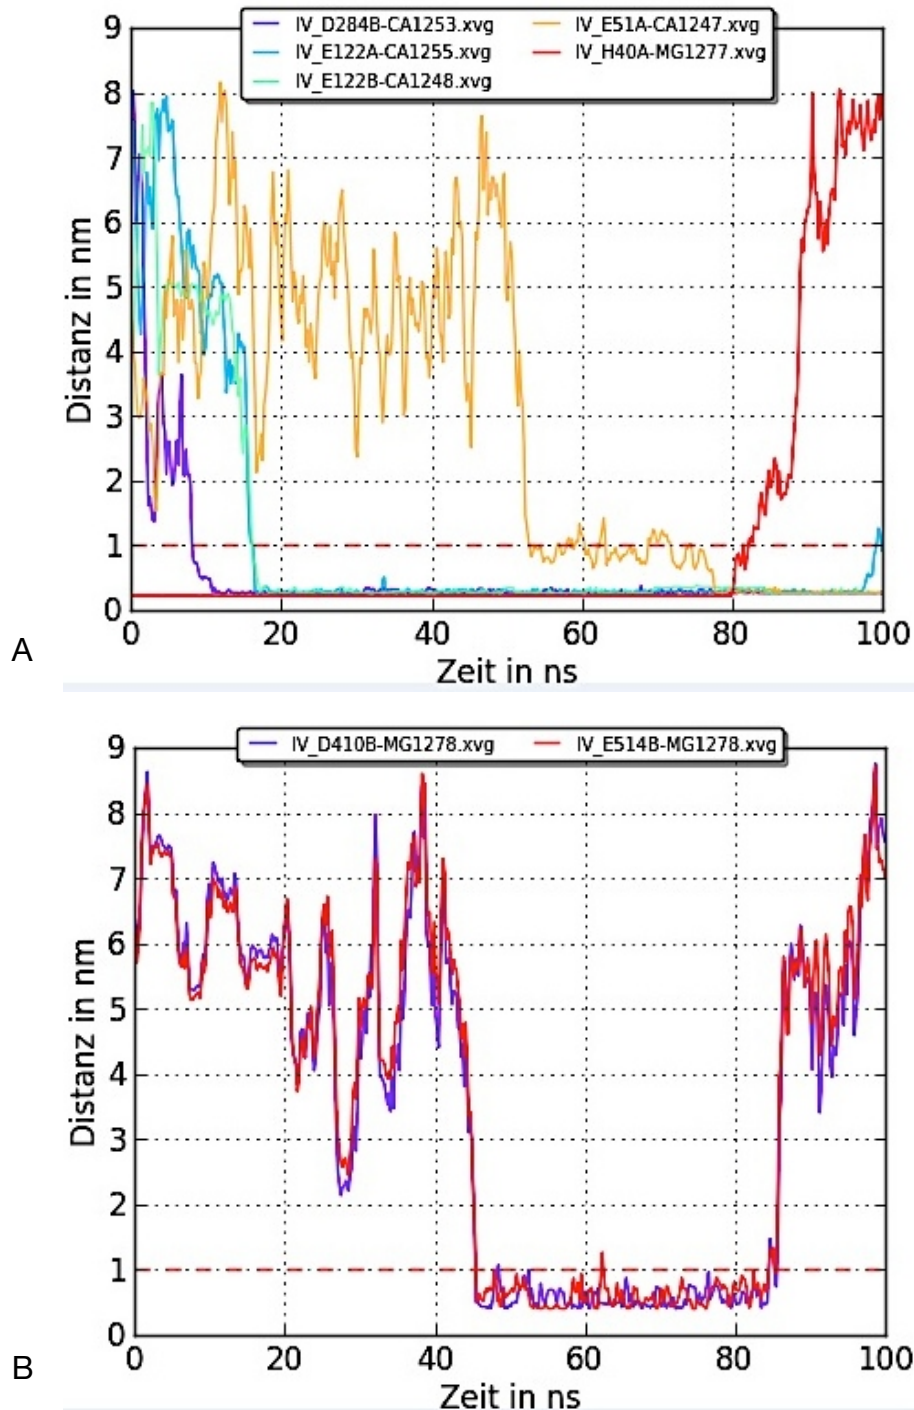 IV_D284B-CA1253.xvg IV_E51A-CA1247.xvg
IV_E122A-CA1255.xvg IV_H40A-MG1277.xvg
IV_E122B-CA1248.xvg
9
8
7
6
5
4
3
2
1
0
Distanz in nm
0 20 40 60 80 100
Zeit in ns
A
IV_D410B-MG1278.xvg IV_E514B-MG1278.xvg
9
8
7
6
5
4
3
2
1
0
Distanz in nm
0 20 40 60 80 100
Zeit in ns
B